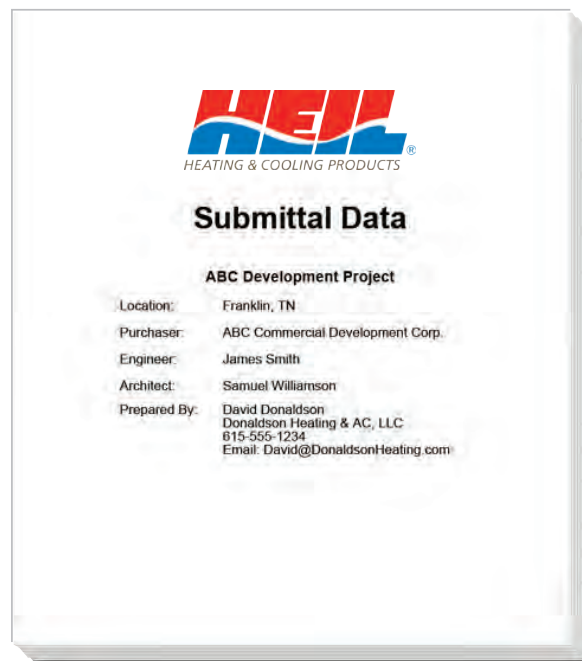 HEIL®
HEATING & COOLING PRODUCTS
Submittal Data
ABC Development Project
Location: Franklin, TN
Purchaser: ABC Commercial Development Corp.
Engineer: James Smith
Architect: Samuel Williamson
Prepared By: David Donaldson
Donaldson Heating & AC, LLC
615-555-1234
Email: David@DonaldsonHeating.com